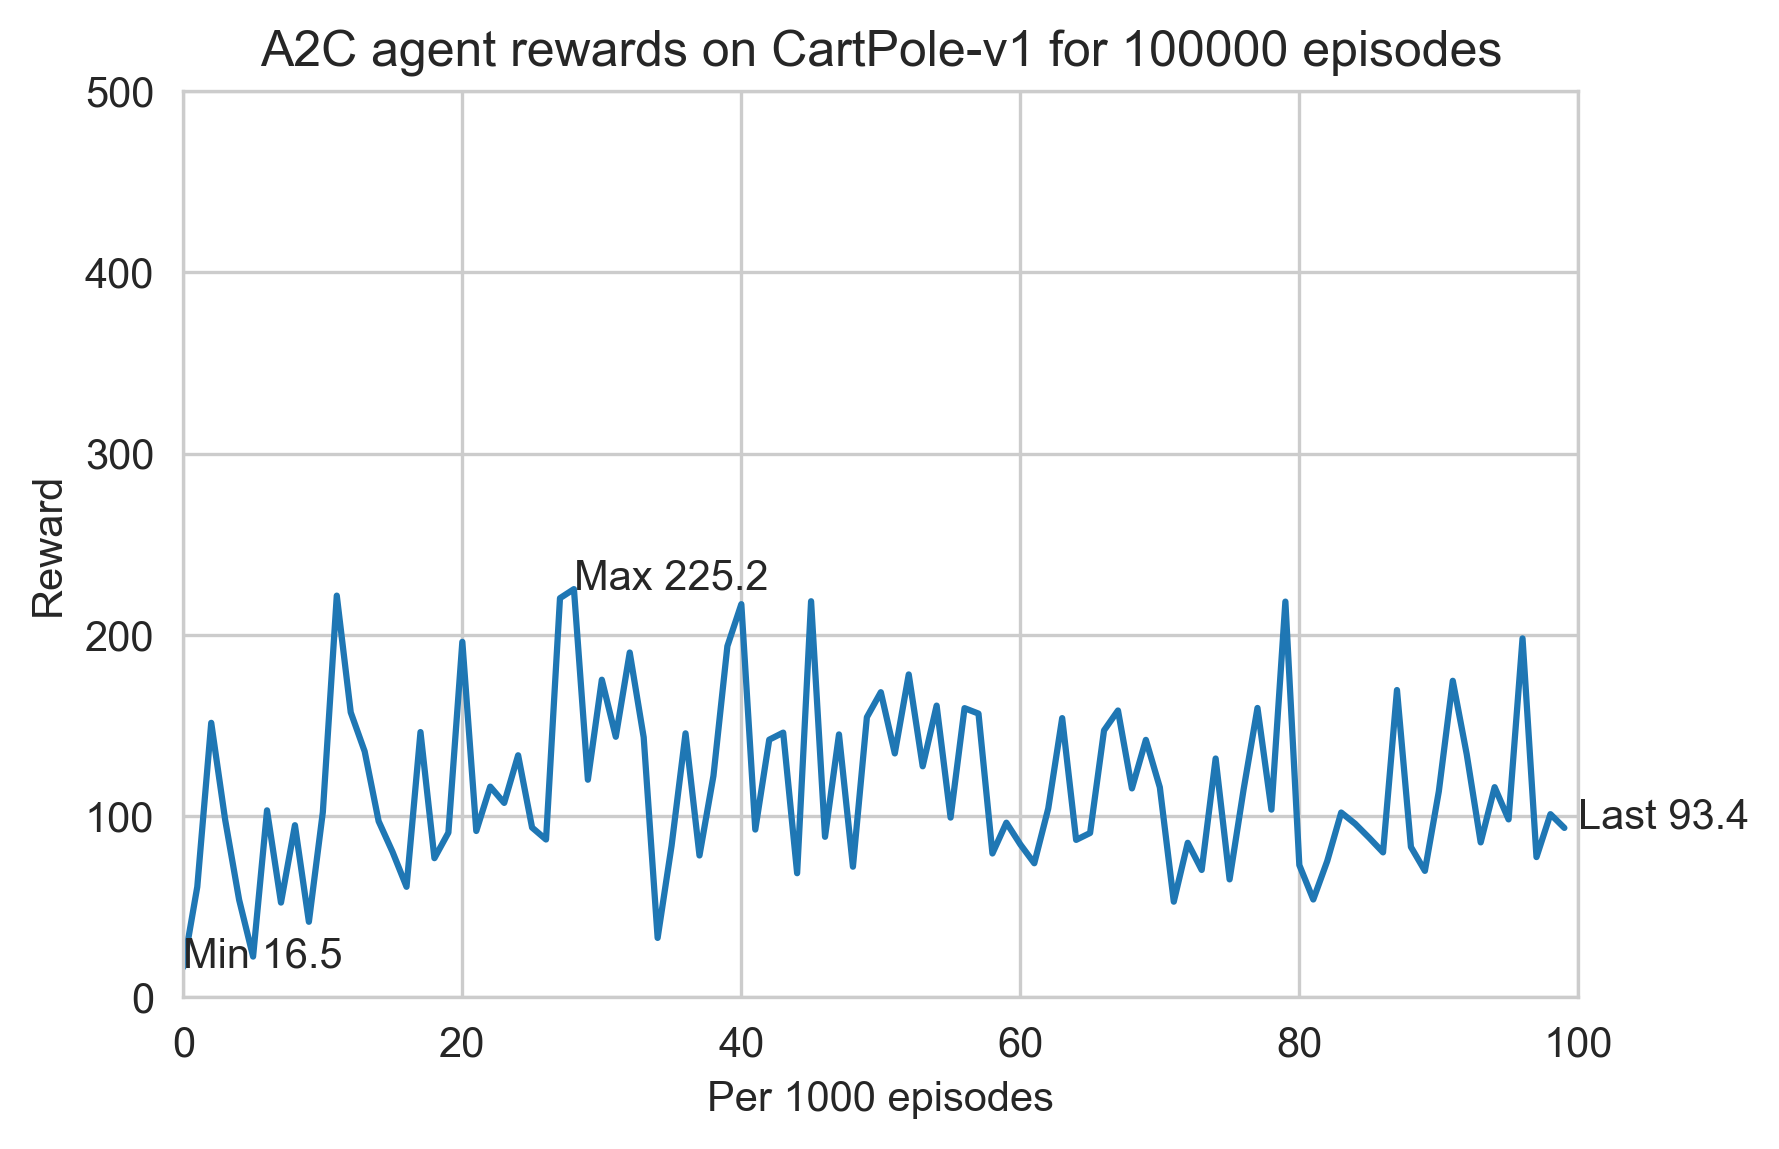 A2C agent rewards on CartPole-v1 for 100000 episodes
500
400
300
200
100
0
Reward
Max 225.2
Min 16.5
Last 93.4
0 20 40 60 80 100
Per 1000 episodes